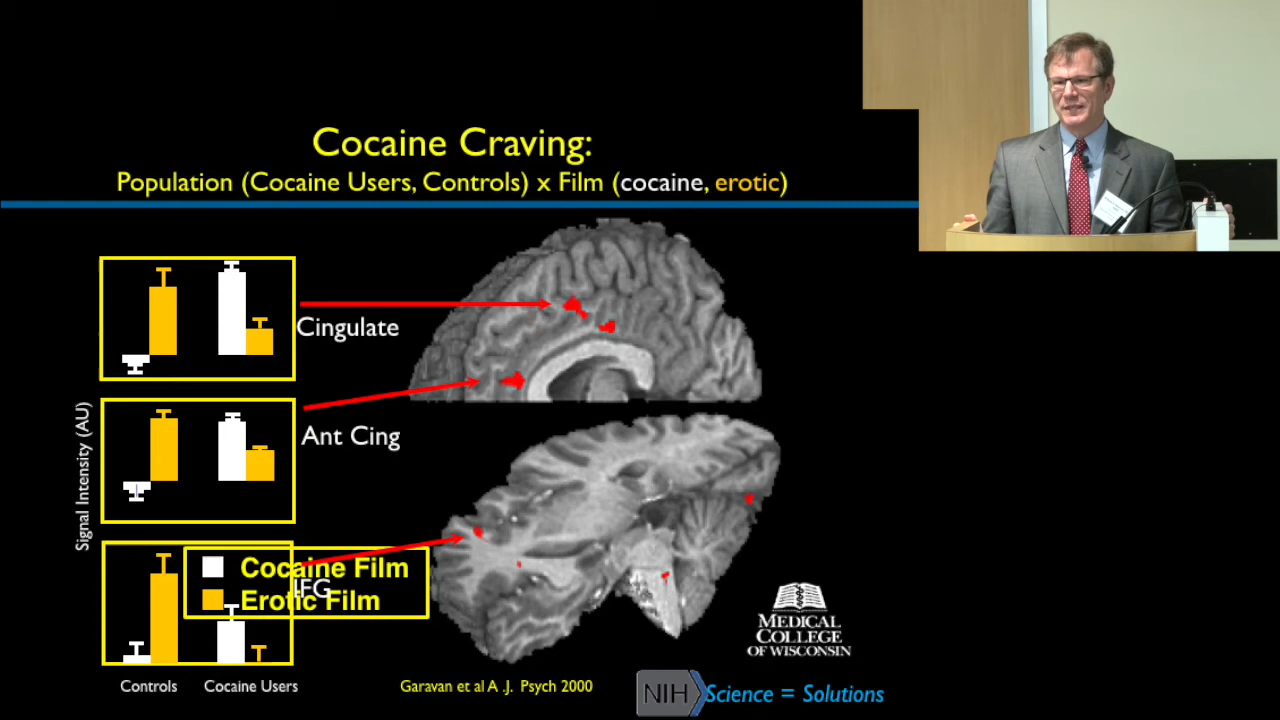 Cocaine Craving:
Population (Cocaine Users, Controls) x Film (cocaine, erotic)
Cingulate
Ant Cing
Signal Intensity (AU)
Cocaine Film
IFG
Erotic Film
Controls
Cocaine Users
Garavan et al A .J. Psych 2000
MEDICAL
COLLEGE
OF WISCONSIN
NIH
Science = Solutions